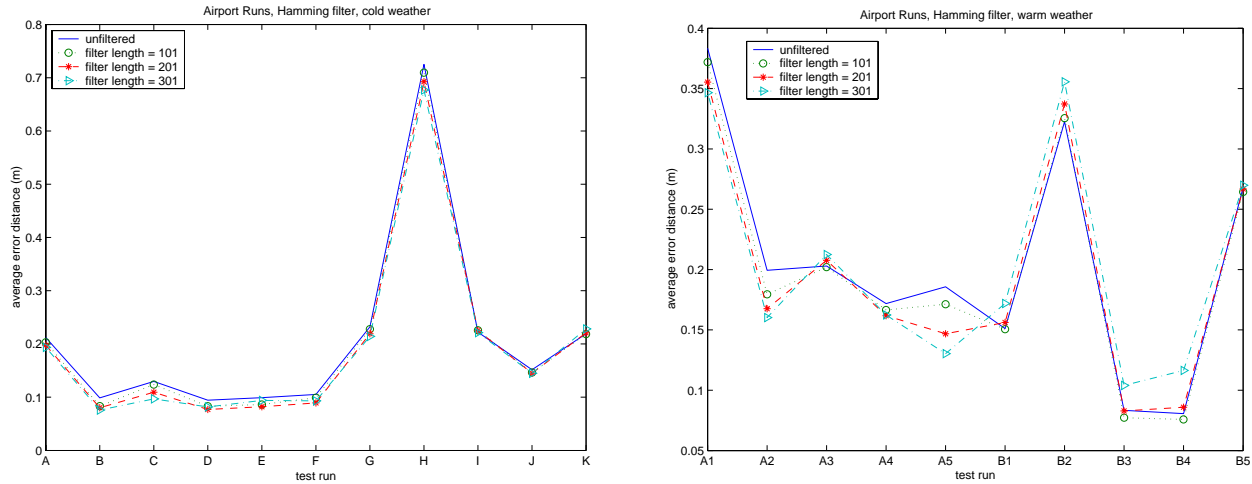 Airport Runs, Hamming filter, cold weather
0.8
0.7
0.6
0.5
0.4
0.3
0.2
0.1
0
average error distance (m)
unfiltered
filter length = 101
filter length = 201
filter length = 301
A B C D E F G H I J K
test run
Airport Runs, Hamming filter, warm weather
0.4
0.35
0.3
0.25
0.2
0.15
0.1
0.05
average error distance (m)
unfiltered
filter length = 101
filter length = 201
filter length = 301
A1 A2 A3 A4 A5 B1 B2 B3 B4 B5
test run